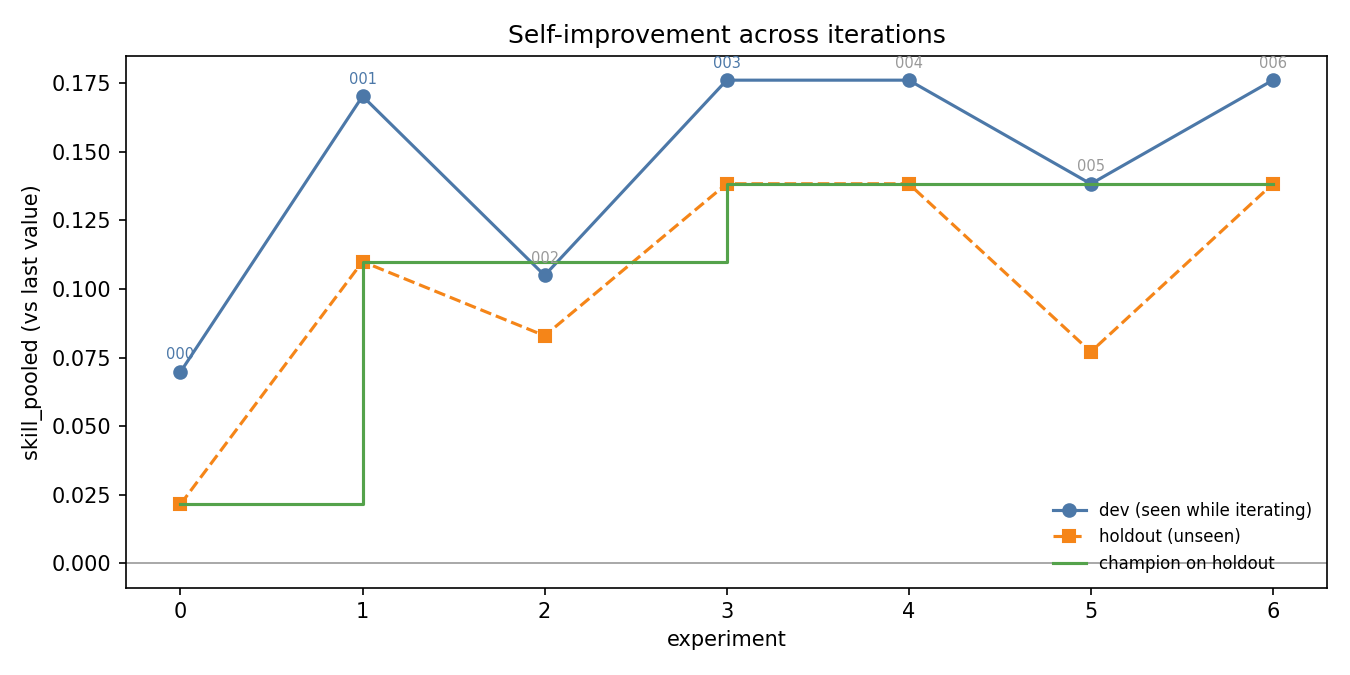 Self-improvement across iterations
skill_pooled (vs last value)
0.175
0.150
0.125
0.100
0.075
0.050
0.025
0.000
000
001
002
003
004
005
006
dev (seen while iterating)
holdout (unseen)
champion on holdout
0 1 2 3 4 5 6
experiment